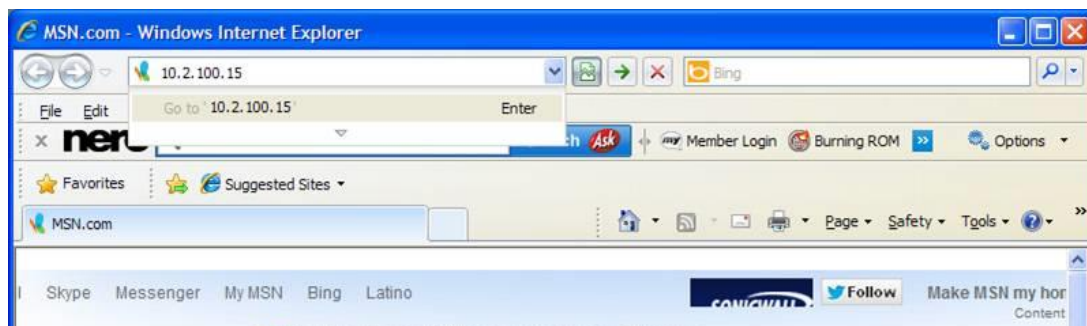 MSN.com - Windows Internet Explorer
10.2.100.15 Bing
File Edit Go to '10.2.100.15' Enter
Ask Member Login Burning ROM Options
Favorites Suggested Sites
MSN.com Page Safety Tools
Skype Messenger My MSN Bing Latino SONICWALL Follow Make MSN my hor
Content